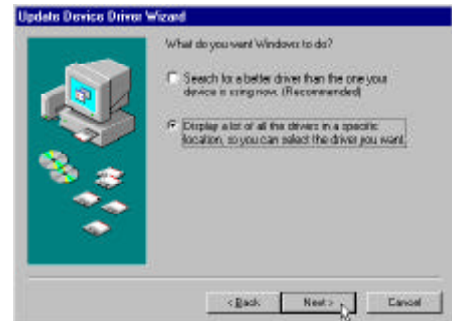 Update Device Driver Wizard
What do you want Windows to do?
Search for a better driver than the one your
device is using now. (Recommended)
Display a list of all the drivers in a specific
location, so you can select the driver you want.
< Back
Next >
Cancel